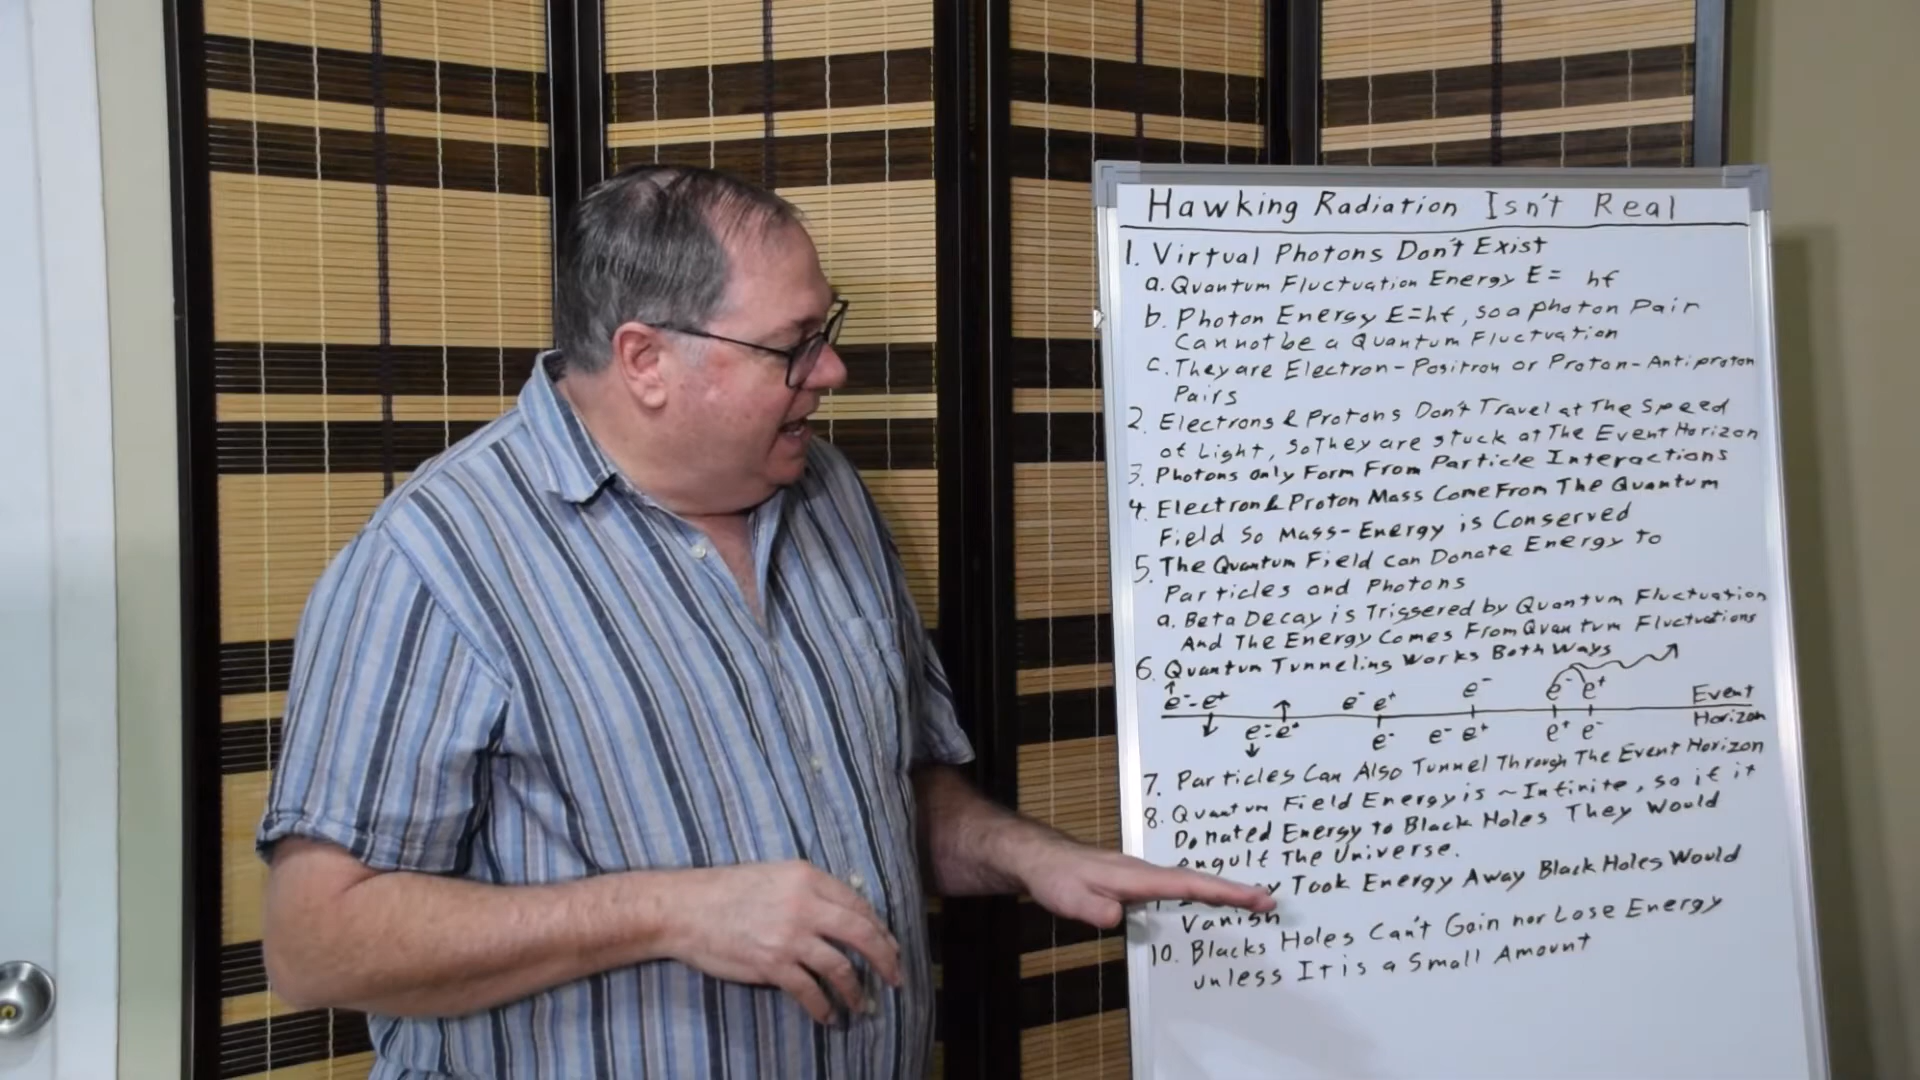 Hawking Radiation Isn't Real
1. Virtual Photons Don't Exist
a. Quantum Fluctuation Energy E= hf
b. Photon Energy E=hf, so a photon Pair
Cannot be a Quantum Fluctuation
c. They are Electron-Positron or Proton-Antiproton
Pairs
2. Electrons & Protons Don't Travel at The Speed
of Light, So They are stuck at The Event Horizon
3. Photons only Form From Particle Interactions
4. Electron & Proton Mass Come From The Quantum
Field So Mass-Energy is Conserved
5. The Quantum Field can Donate Energy to
Particles and Photons
a. Beta Decay is Triggered by Quantum Fluctuation
And The Energy Comes From Quantum Fluctuations
6. Quantum Tunneling Works Both Ways
e⁻ - e⁺ e⁻ e⁺ e⁻ e⁻ e⁺ Event
e⁻ e⁺ e⁻ e⁻ e⁺ e⁺ e⁻ Horizon
7. Particles Can Also Tunnel Through The Event Horizon
8. Quantum Field Energy is ~Infinite, so if it
Donated Energy to Black Holes They Would
engulf The Universe.
Took Energy Away Black Holes Would
Vanish
10. Blacks Holes Can't Gain nor Lose Energy
unless It is a Small Amount